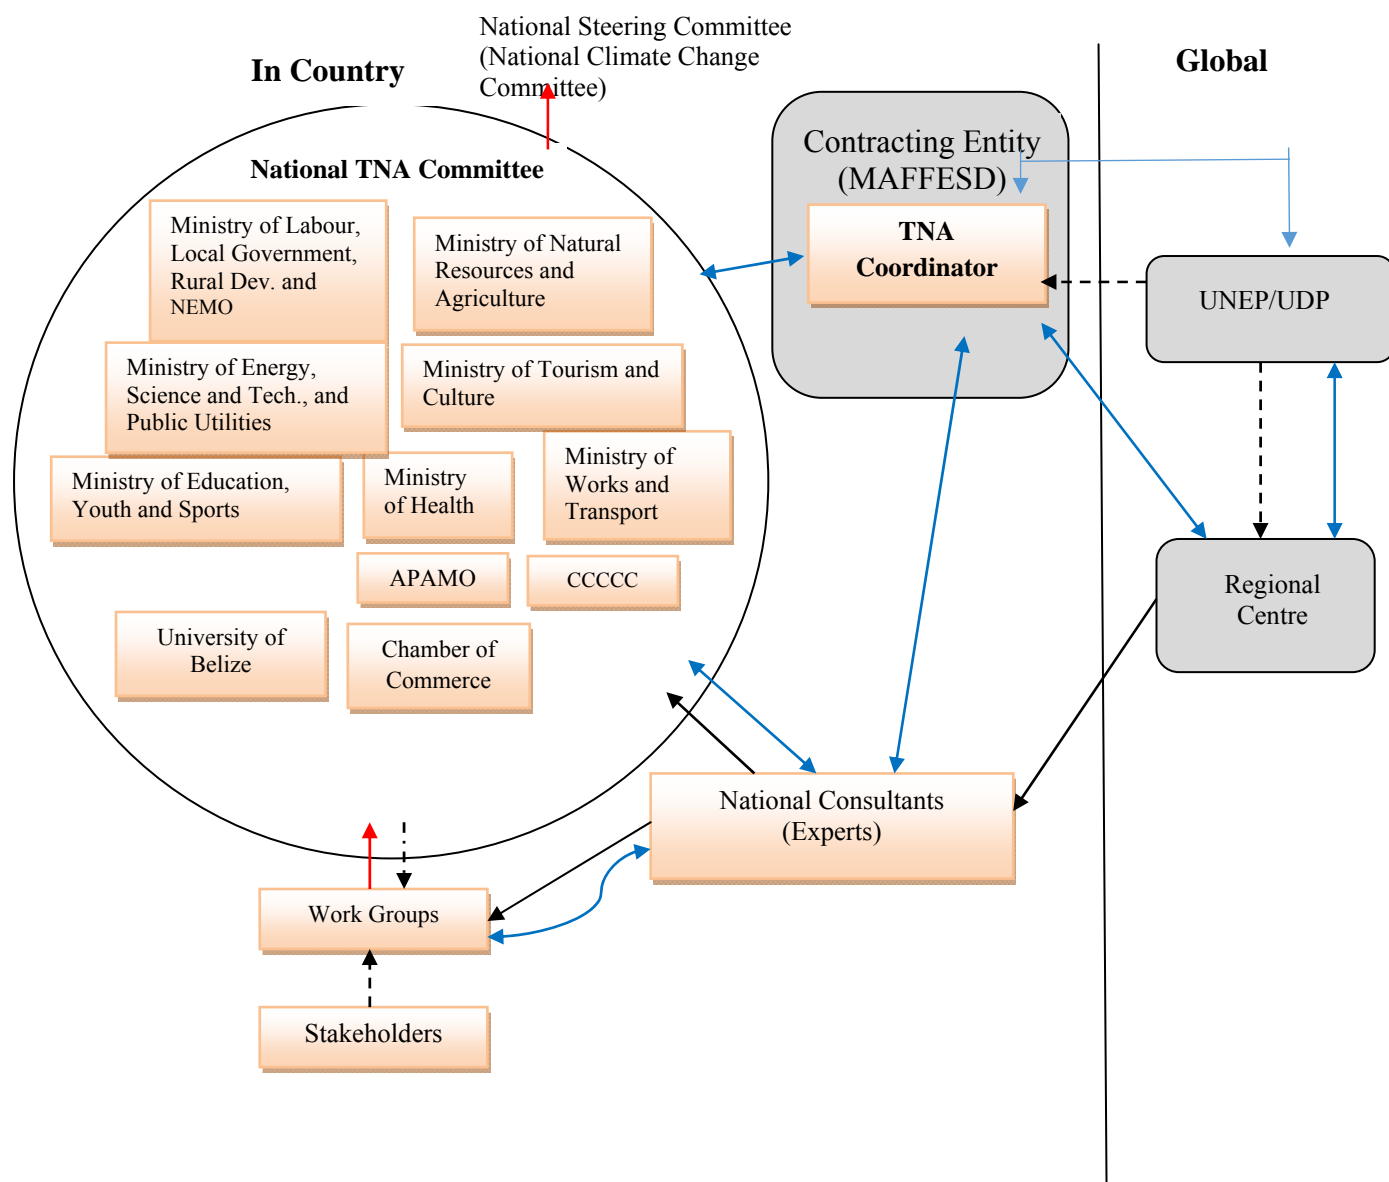 National Steering Committee
(National Climate Change
Committee)
In Country
Global
National TNA Committee
Ministry of Labour,
Local Government,
Rural Dev. and
NEMO
Ministry of Natural
Resources and
Agriculture
Ministry of Energy,
Science and Tech., and
Public Utilities
Ministry of Tourism and
Culture
Ministry of Education,
Youth and Sports
Ministry
of Health
Ministry of
Works and
Transport
APAMO
CCCCC
University of
Belize
Chamber of
Commerce
Contracting Entity
(MAFFESD)
TNA
Coordinator
UNEP/UDP
Regional
Centre
National Consultants
(Experts)
Work Groups
Stakeholders